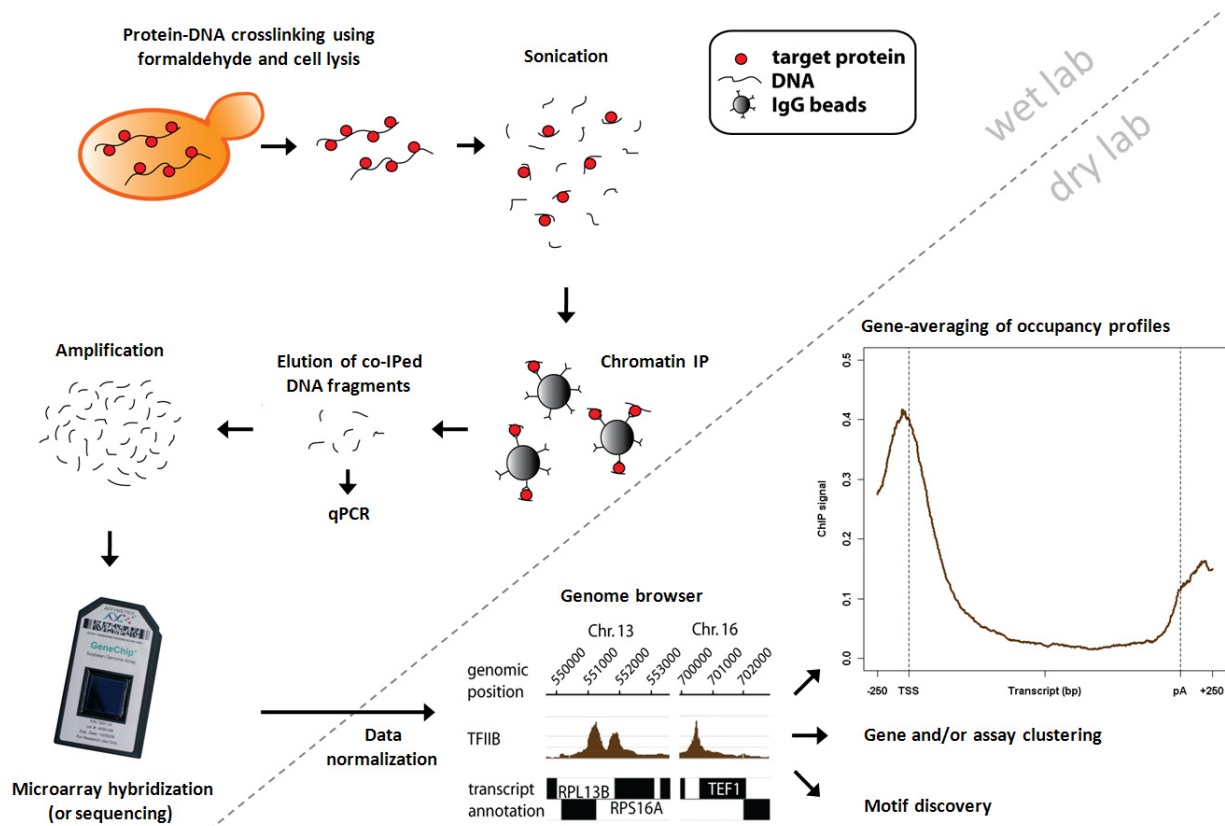 Protein-DNA crosslinking using
formaldehyde and cell lysis
Sonication
target protein
DNA
IgG beads
wet lab
dry lab
Amplification
Elution of co-IPed
DNA fragments
Chromatin IP
qPCR
GeneChip
Microarray hybridization
(or sequencing)
Data
normalization
Genome browser
Chr. 13
Chr. 16
genomic
position
550000
551000
552000
553000
700000
701000
702000
TFIIB
transcript
annotation
RPL13B
RPS16A
TEF1
Gene-averaging of occupancy profiles
ChIP signal
0.5
0.4
0.3
0.2
0.1
0.0
-250
TSS
Transcript (bp)
pA
+250
Gene and/or assay clustering
Motif discovery